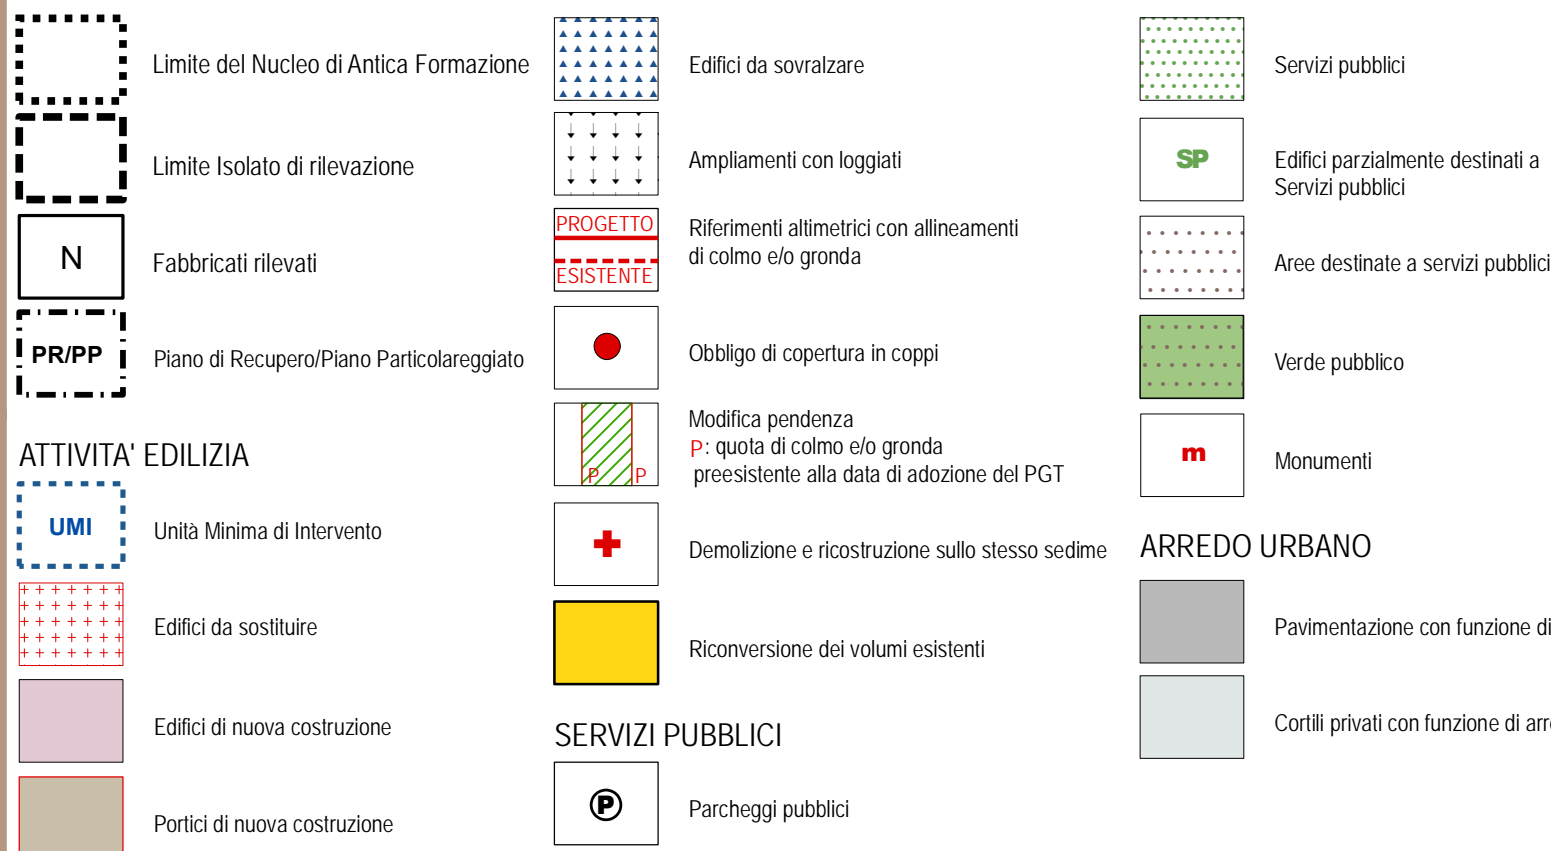 Limite del Nucleo di Antica Formazione
Limite Isolato di rilevazione
N
Fabbricati rilevati
PR/PP
Piano di Recupero/Piano Particolareggiato
ATTIVITA' EDILIZIA
UMI
Unità Minima di Intervento
Edifici da sostituire
Edifici di nuova costruzione
Portici di nuova costruzione
Edifici da sovralzare
Ampliamenti con loggiati
PROGETTO
ESISTENTE
Riferimenti altimetrici con allineamenti
di colmo e/o gronda
Obbligo di copertura in coppi
P P
Modifica pendenza
P: quota di colmo e/o gronda
preesistente alla data di adozione del PGT
Demolizione e ricostruzione sullo stesso sedime
Riconversione dei volumi esistenti
SERVIZI PUBBLICI
P
Parcheggi pubblici
Servizi pubblici
SP
Edifici parzialmente destinati a
Servizi pubblici
Aree destinate a servizi pubblici
Verde pubblico
m
Monumenti
ARREDO URBANO
Pavimentazione con funzione di
Cortili privati con funzione di